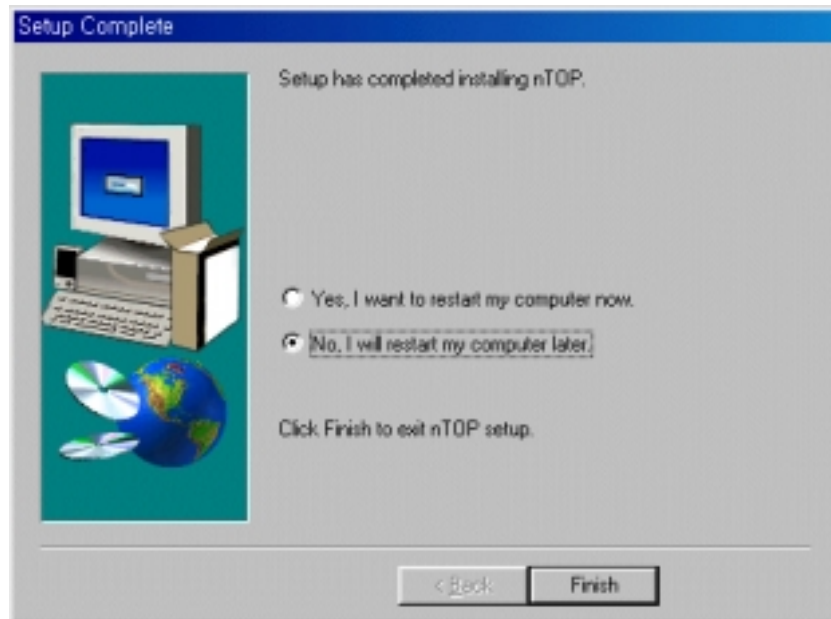 Setup Complete
Setup has completed installing nTOP.
Yes, I want to restart my computer now.
No, I will restart my computer later.
Click Finish to exit nTOP setup.
< Back
Finish